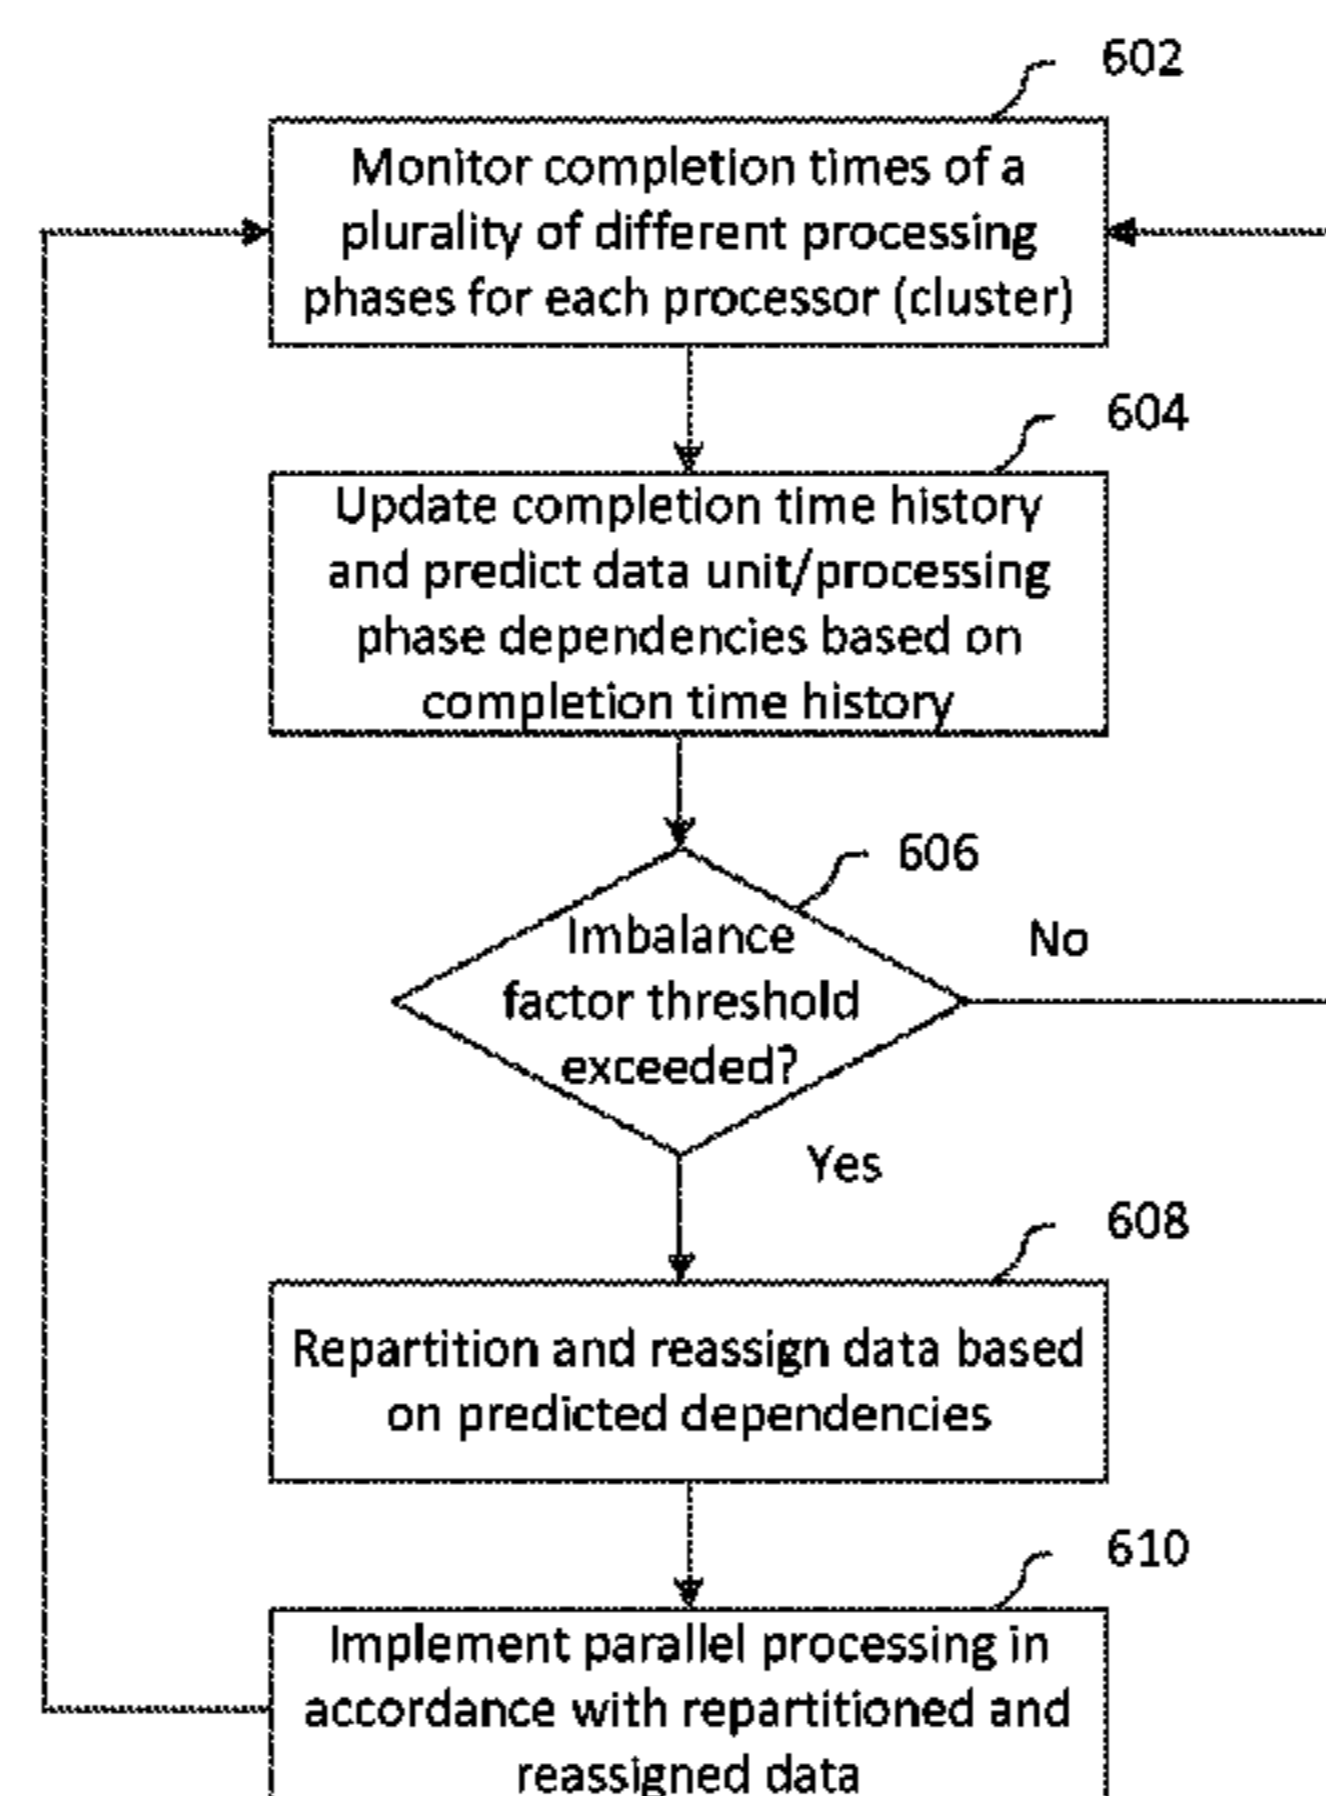 602
Monitor completion times of a
plurality of different processing
phases for each processor (cluster)
604
Update completion time history
and predict data unit/processing
phase dependencies based on
completion time history
606
Imbalance
factor threshold
exceeded?
No
Yes
608
Repartition and reassign data based
on predicted dependencies
610
Implement parallel processing in
accordance with repartitioned and
reassigned data